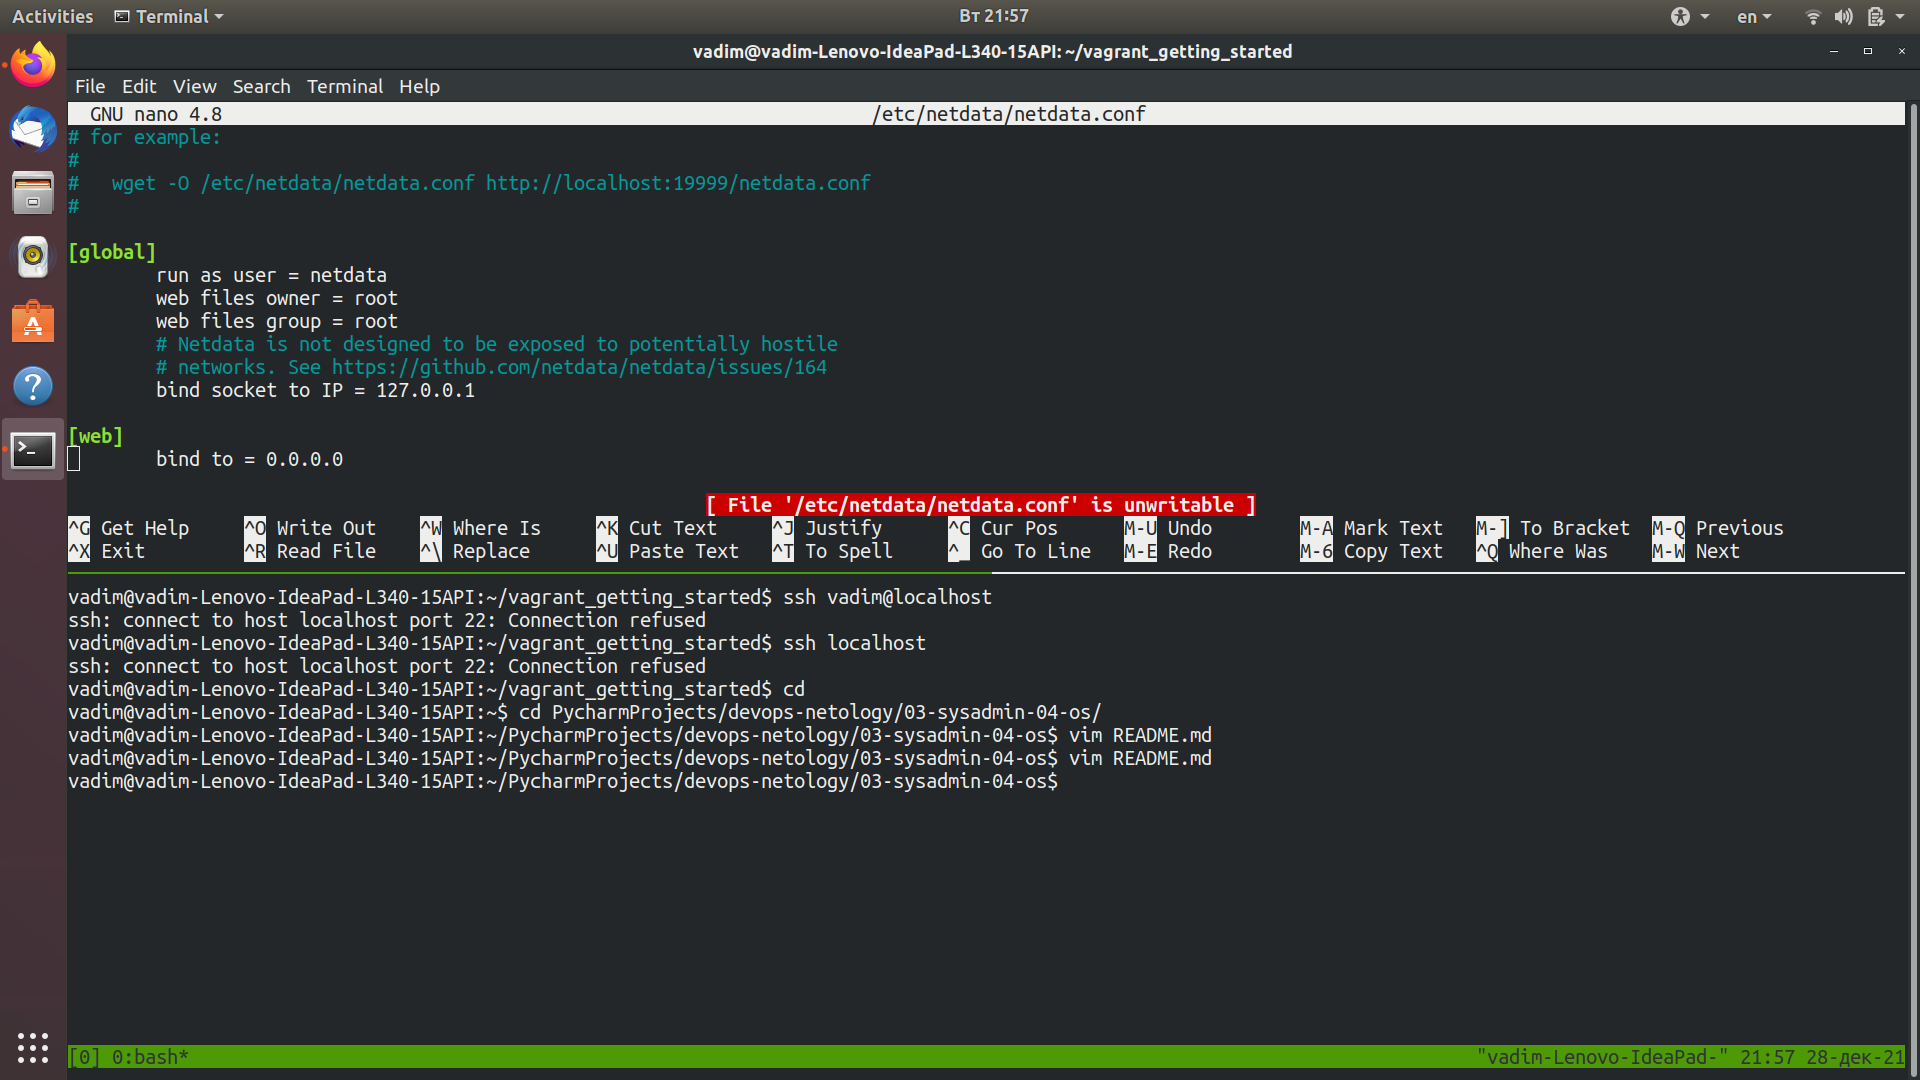 Activities Terminal Вт 21:57 en
vadim@vadim-Lenovo-IdeaPad-L340-15API: ~/vagrant_getting_started
File Edit View Search Terminal Help
GNU nano 4.8 /etc/netdata/netdata.conf
# for example:
#
#   wget -O /etc/netdata/netdata.conf http://localhost:19999/netdata.conf
#
[global]
run as user = netdata
web files owner = root
web files group = root
# Netdata is not designed to be exposed to potentially hostile
# networks. See https://github.com/netdata/netdata/issues/164
bind socket to IP = 127.0.0.1
[web]
bind to = 0.0.0.0
[ File '/etc/netdata/netdata.conf' is unwritable ]
^G Get Help ^O Write Out ^W Where Is ^K Cut Text ^J Justify ^C Cur Pos M-U Undo M-A Mark Text M-] To Bracket M-Q Previous
^X Exit ^R Read File ^\ Replace ^U Paste Text ^T To Spell ^_ Go To Line M-E Redo M-6 Copy Text ^Q Where Was M-W Next
vadim@vadim-Lenovo-IdeaPad-L340-15API:~/vagrant_getting_started$ ssh vadim@localhost
ssh: connect to host localhost port 22: Connection refused
vadim@vadim-Lenovo-IdeaPad-L340-15API:~/vagrant_getting_started$ ssh localhost
ssh: connect to host localhost port 22: Connection refused
vadim@vadim-Lenovo-IdeaPad-L340-15API:~/vagrant_getting_started$ cd
vadim@vadim-Lenovo-IdeaPad-L340-15API:~$ cd PycharmProjects/devops-netology/03-sysadmin-04-os/
vadim@vadim-Lenovo-IdeaPad-L340-15API:~/PycharmProjects/devops-netology/03-sysadmin-04-os$ vim README.md
vadim@vadim-Lenovo-IdeaPad-L340-15API:~/PycharmProjects/devops-netology/03-sysadmin-04-os$ vim README.md
vadim@vadim-Lenovo-IdeaPad-L340-15API:~/PycharmProjects/devops-netology/03-sysadmin-04-os$
[0] 0:bash* "vadim-Lenovo-IdeaPad-" 21:57 28-дек-21